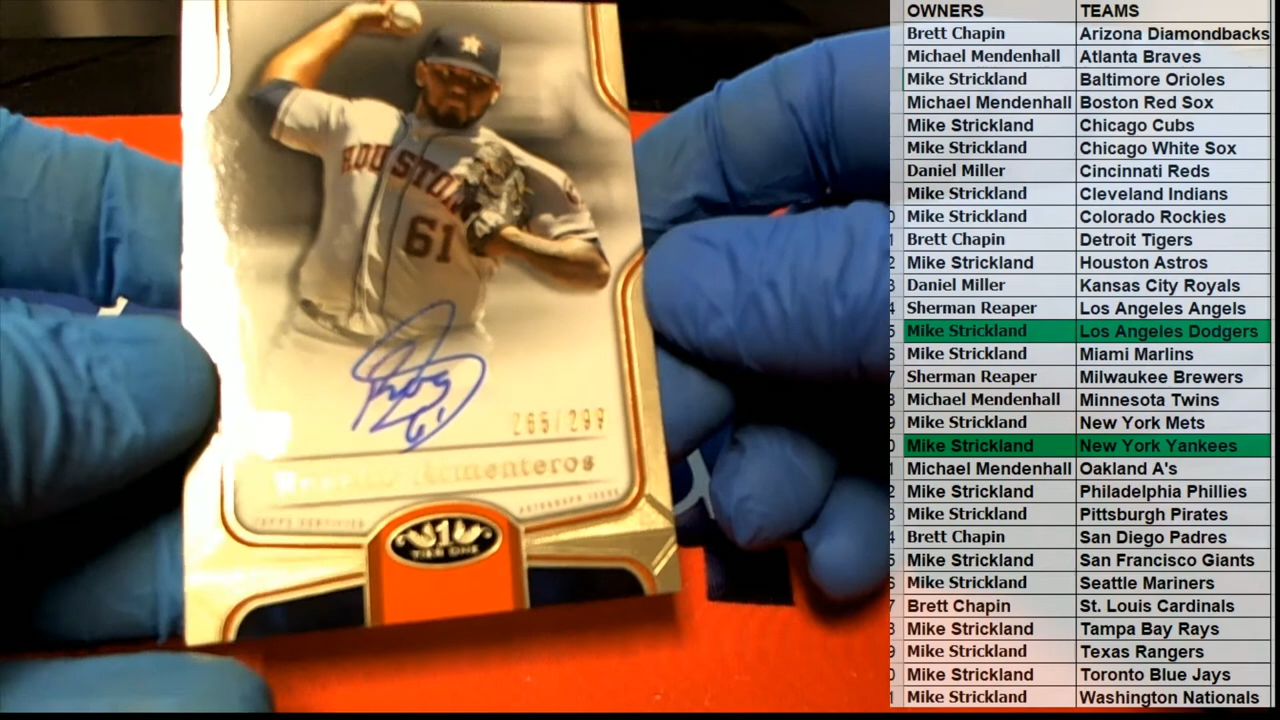 HOUSTON
61
61
265/299
Armenteros
TOPPS CERTIFIED
AUTOGRAPH ISSUE
1
TIER ONE
OWNERS TEAMS
Brett Chapin Arizona Diamondbacks
Michael Mendenhall Atlanta Braves
Mike Strickland Baltimore Orioles
Michael Mendenhall Boston Red Sox
Mike Strickland Chicago Cubs
Mike Strickland Chicago White Sox
Daniel Miller Cincinnati Reds
Mike Strickland Cleveland Indians
Mike Strickland Colorado Rockies
Brett Chapin Detroit Tigers
Mike Strickland Houston Astros
Daniel Miller Kansas City Royals
Sherman Reaper Los Angeles Angels
Mike Strickland Los Angeles Dodgers
Mike Strickland Miami Marlins
Sherman Reaper Milwaukee Brewers
Michael Mendenhall Minnesota Twins
Mike Strickland New York Mets
Mike Strickland New York Yankees
Michael Mendenhall Oakland A's
Mike Strickland Philadelphia Phillies
Mike Strickland Pittsburgh Pirates
Brett Chapin San Diego Padres
Mike Strickland San Francisco Giants
Mike Strickland Seattle Mariners
Brett Chapin St. Louis Cardinals
Mike Strickland Tampa Bay Rays
Mike Strickland Texas Rangers
Mike Strickland Toronto Blue Jays
Mike Strickland Washington Nationals